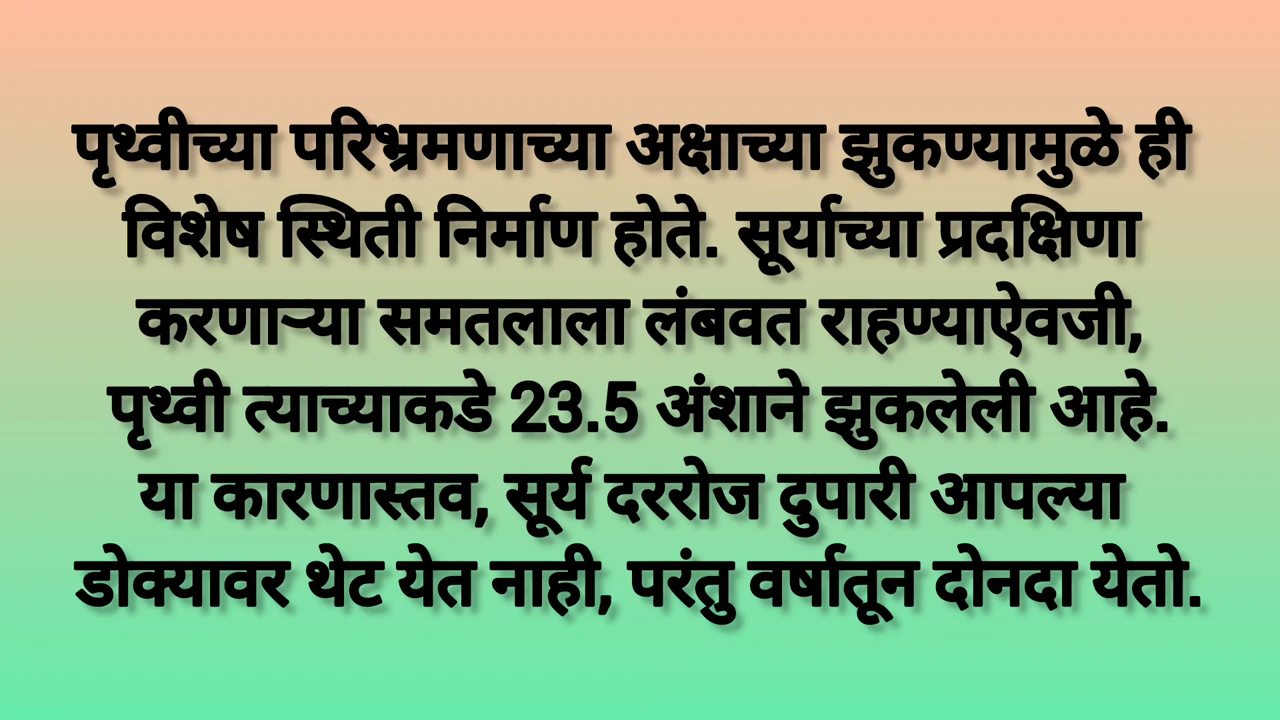 पृथ्वीच्या परिभ्रमणाच्या अक्षाच्या झुकण्यामुळे ही
विशेष स्थिती निर्माण होते. सूर्याच्या प्रदक्षिणा
करणाऱ्या समतलाला लंबवत राहण्याऐवजी,
पृथ्वी त्याच्याकडे 23.5 अंशाने झुकलेली आहे.
या कारणास्तव, सूर्य दररोज दुपारी आपल्या
डोक्यावर थेट येत नाही, परंतु वर्षातून दोनदा येतो.